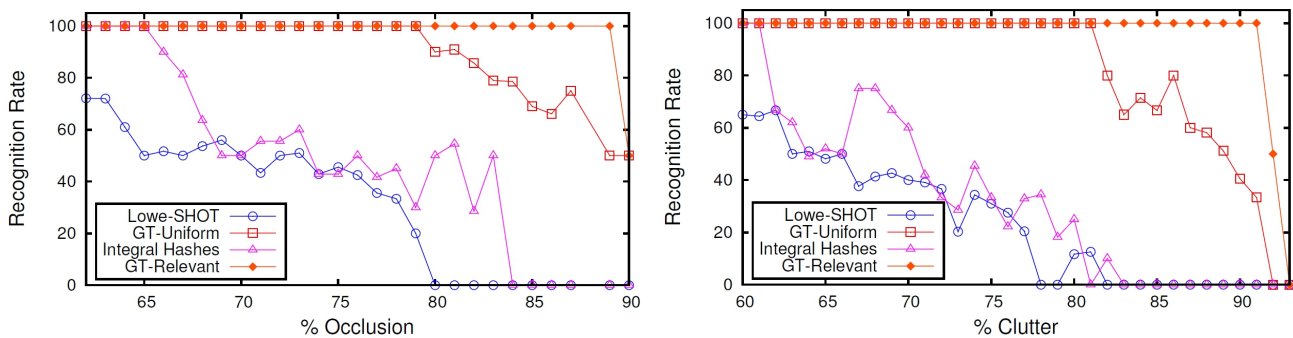 100
80
60
40
20
0
Recognition Rate
Lowe-SHOT
GT-Uniform
Integral Hashes
GT-Relevant
65 70 75 80 85 90
% Occlusion
100
80
60
40
20
0
Recognition Rate
Lowe-SHOT
GT-Uniform
Integral Hashes
GT-Relevant
60 65 70 75 80 85 90
% Clutter